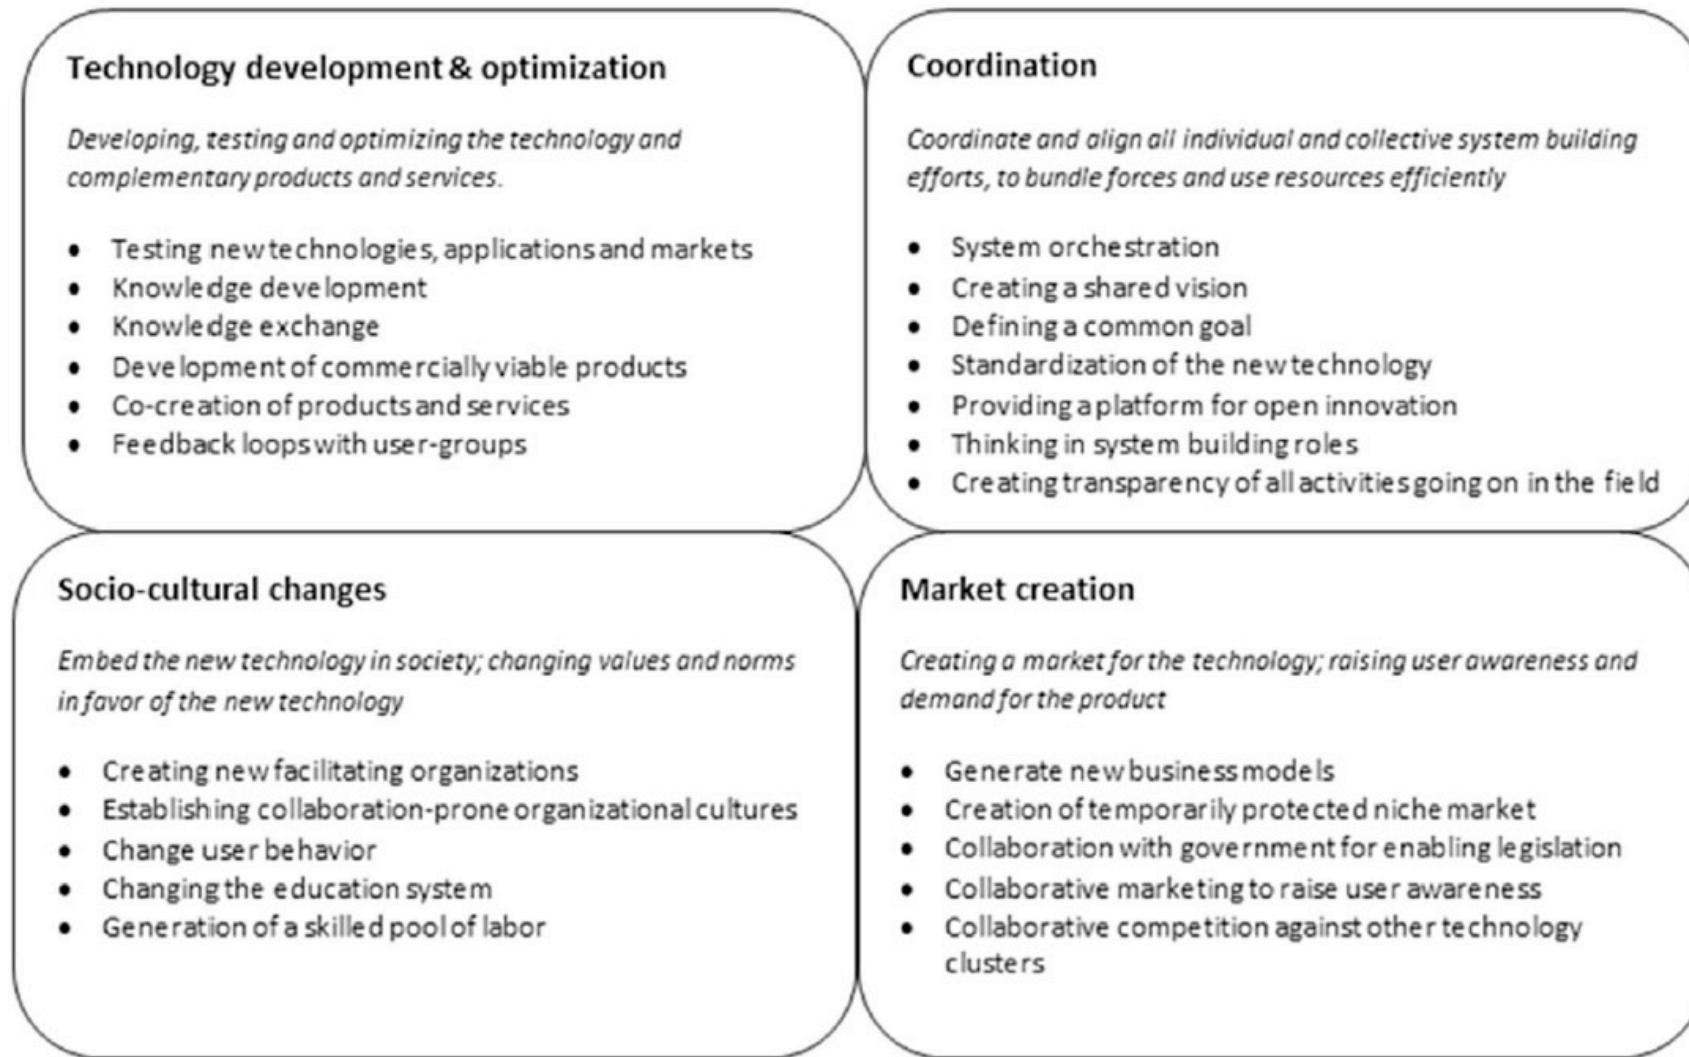 Technology development & optimization
Developing, testing and optimizing the technology and
complementary products and services.
• Testing new technologies, applications and markets
• Knowledge development
• Knowledge exchange
• Development of commercially viable products
• Co-creation of products and services
• Feedback loops with user-groups
Coordination
Coordinate and align all individual and collective system building
efforts, to bundle forces and use resources efficiently
• System orchestration
• Creating a shared vision
• Defining a common goal
• Standardization of the new technology
• Providing a platform for open innovation
• Thinking in system building roles
• Creating transparency of all activities going on in the field
Socio-cultural changes
Embed the new technology in society; changing values and norms
in favor of the new technology
• Creating new facilitating organizations
• Establishing collaboration-prone organizational cultures
• Change user behavior
• Changing the education system
• Generation of a skilled pool of labor
Market creation
Creating a market for the technology; raising user awareness and
demand for the product
• Generate new business models
• Creation of temporarily protected niche market
• Collaboration with government for enabling legislation
• Collaborative marketing to raise user awareness
• Collaborative competition against other technology
clusters